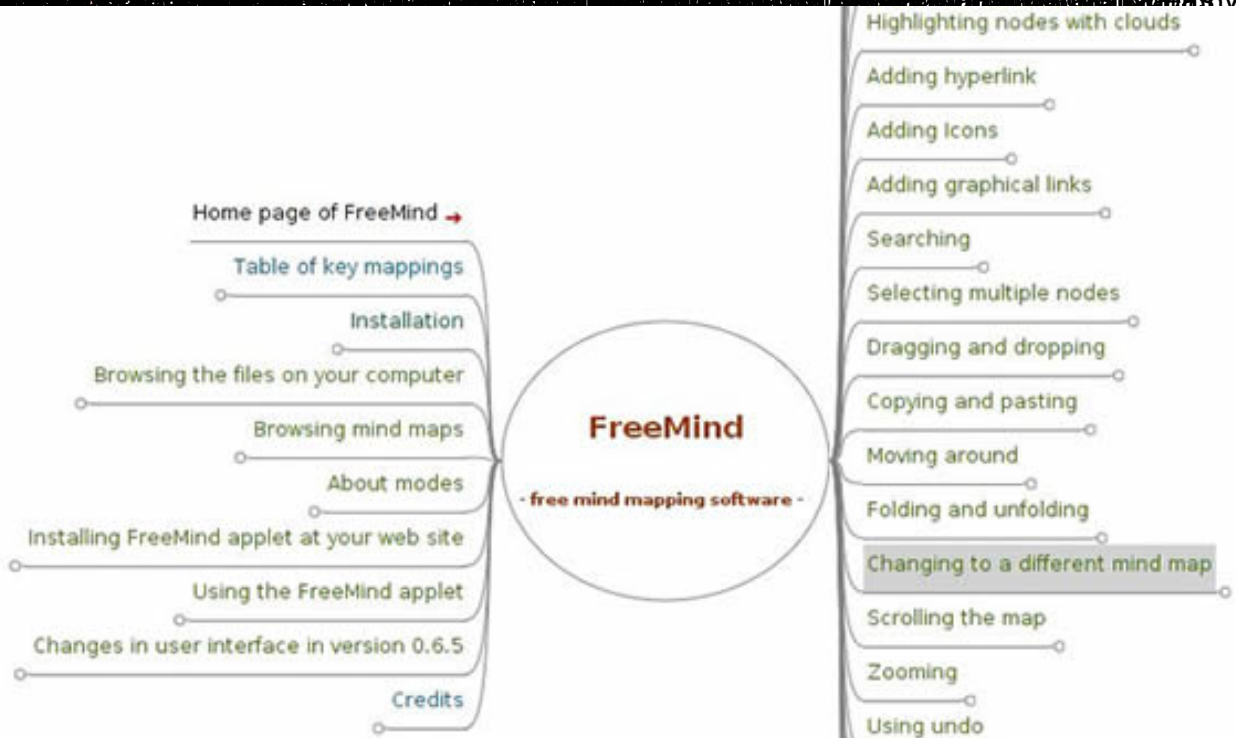 Home page of FreeMind
Table of key mappings
Installation
Browsing the files on your computer
Browsing mind maps
About modes
Installing FreeMind applet at your web site
Using the FreeMind applet
Changes in user interface in version 0.6.5
Credits
FreeMind
- free mind mapping software -
Highlighting nodes with clouds
Adding hyperlink
Adding Icons
Adding graphical links
Searching
Selecting multiple nodes
Dragging and dropping
Copying and pasting
Moving around
Folding and unfolding
Changing to a different mind map
Scrolling the map
Zooming
Using undo